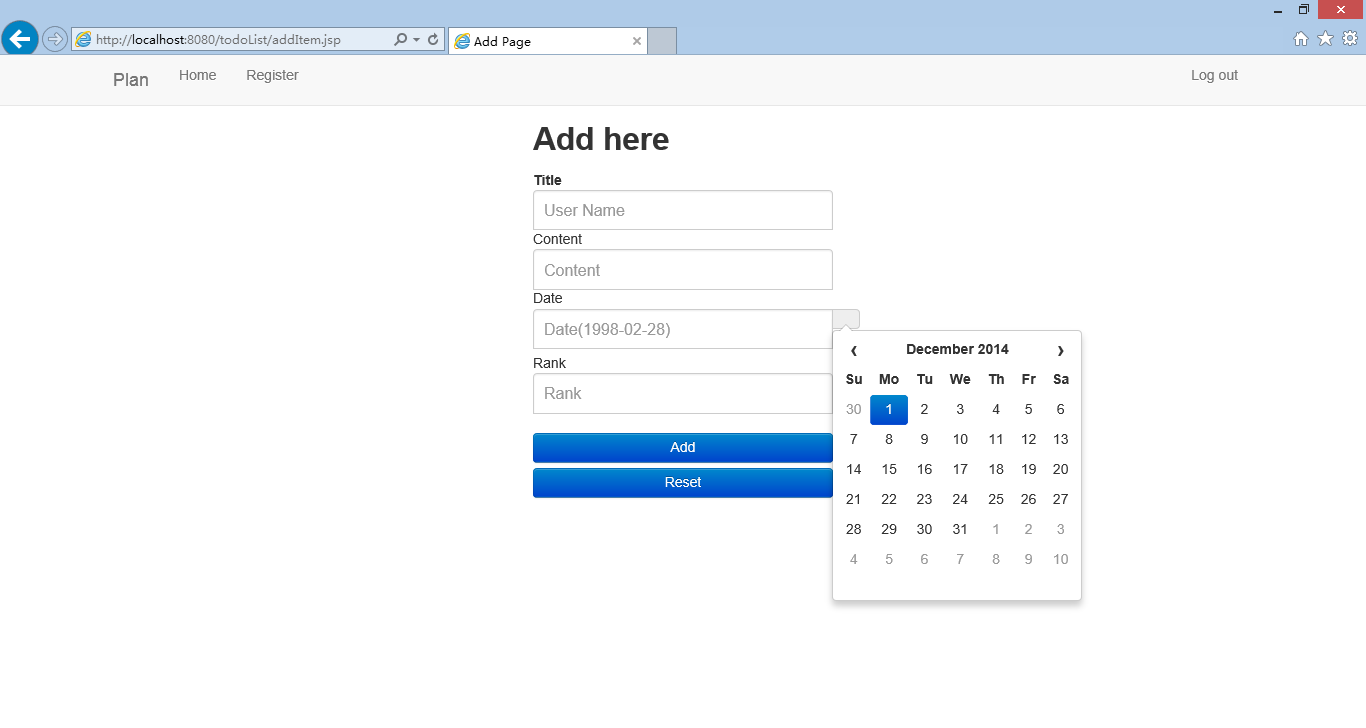 http://localhost:8080/todoList/addItem.jsp
Add Page
Plan Home Register Log out
Add here
Title
User Name
Content
Content
Date
Date(1998-02-28)
Rank
Rank
Add
Reset
‹ December 2014 ›
Su Mo Tu We Th Fr Sa
30 1 2 3 4 5 6
7 8 9 10 11 12 13
14 15 16 17 18 19 20
21 22 23 24 25 26 27
28 29 30 31 1 2 3
4 5 6 7 8 9 10